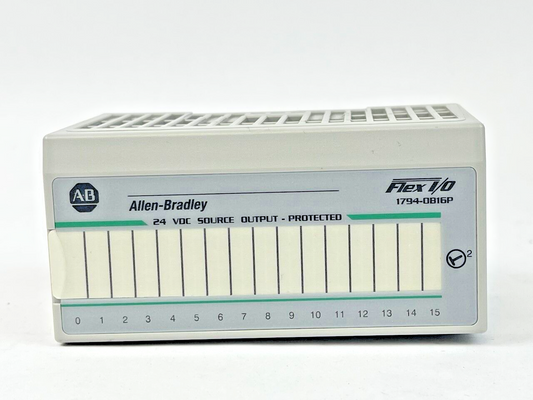 AB
Allen-Bradley
Flex I/O
1794-OB16P
24 VDC SOURCE OUTPUT - PROTECTED
2
0 1 2 3 4 5 6 7 8 9 10 11 12 13 14 15